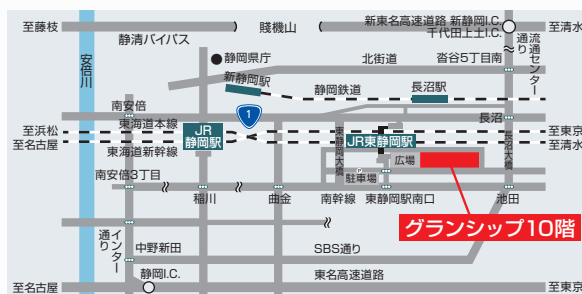 至藤枝
賤機山
新東名高速道路 新静岡I.C.
千代田上土I.C.
至清水
静清バイパス
流通センター通り
安倍川
静岡県庁
北街道
沓谷5丁目南
新静岡駅
静岡鉄道
長沼駅
南安倍
1
長沼
至浜松
東海道本線
JR
静岡駅
東静岡大橋
JR東静岡駅
長沼大橋
至東京
至名古屋
東海道新幹線
至清水
広場
南安倍3丁目
P
駐車場
稲川
曲金
南幹線
東静岡駅南口
池田
グランシップ10階
インター通り
中野新田
SBS通り
静岡I.C.
東名高速道路
至名古屋
至東京